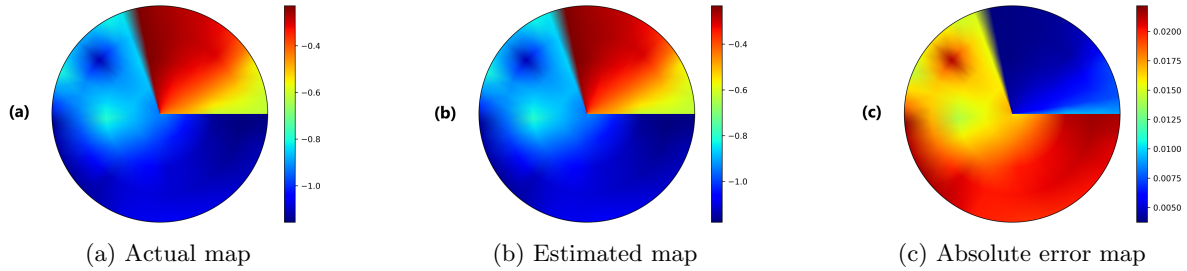 (a)
−0.4
−0.6
−0.8
−1.0
(b)
−0.4
−0.6
−0.8
−1.0
(c)
0.0200
0.0175
0.0150
0.0125
0.0100
0.0075
0.0050
(a) Actual map
(b) Estimated map
(c) Absolute error map